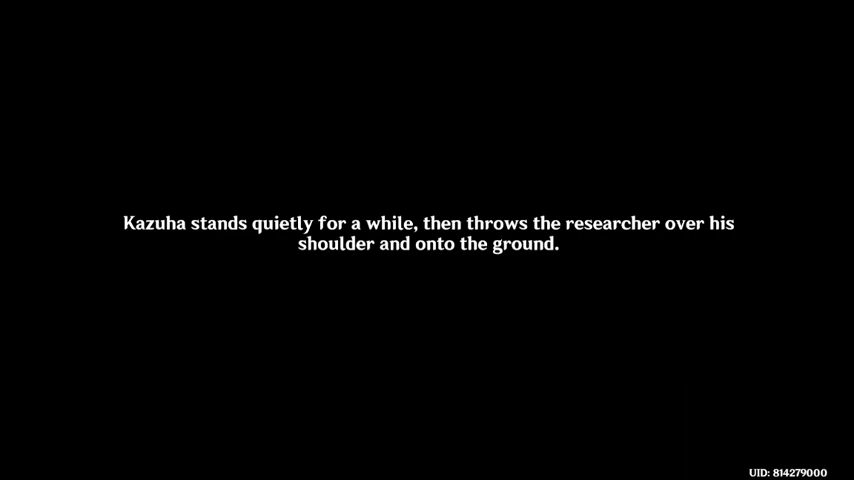 Kazuha stands quietly for a while, then throws the researcher over his
shoulder and onto the ground.
UID: 814279000